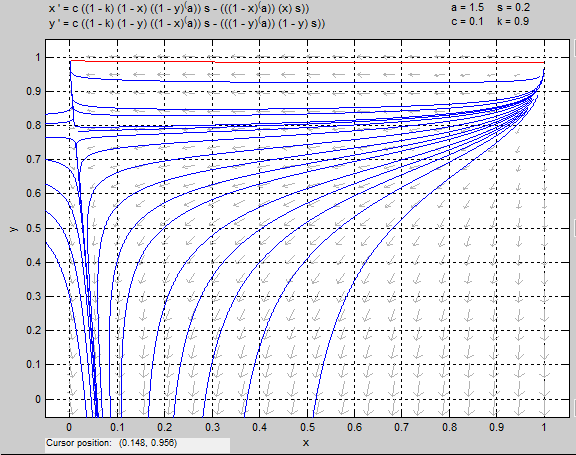 x ' = c ((1 - k) (1 - x) ((1 - y)^(a)) s - (((1 - x)^(a)) (x) s))
y ' = c ((1 - k) (1 - y) ((1 - x)^(a)) s - (((1 - y)^(a)) (1 - y) s))
a = 1.5 s = 0.2
c = 0.1 k = 0.9
1
0.9
0.8
0.7
0.6
0.5
0.4
0.3
0.2
0.1
0
y
0 0.1 0.2 0.3 0.4 0.5 0.6 0.7 0.8 0.9 1
x
Cursor position: (0.148, 0.956)